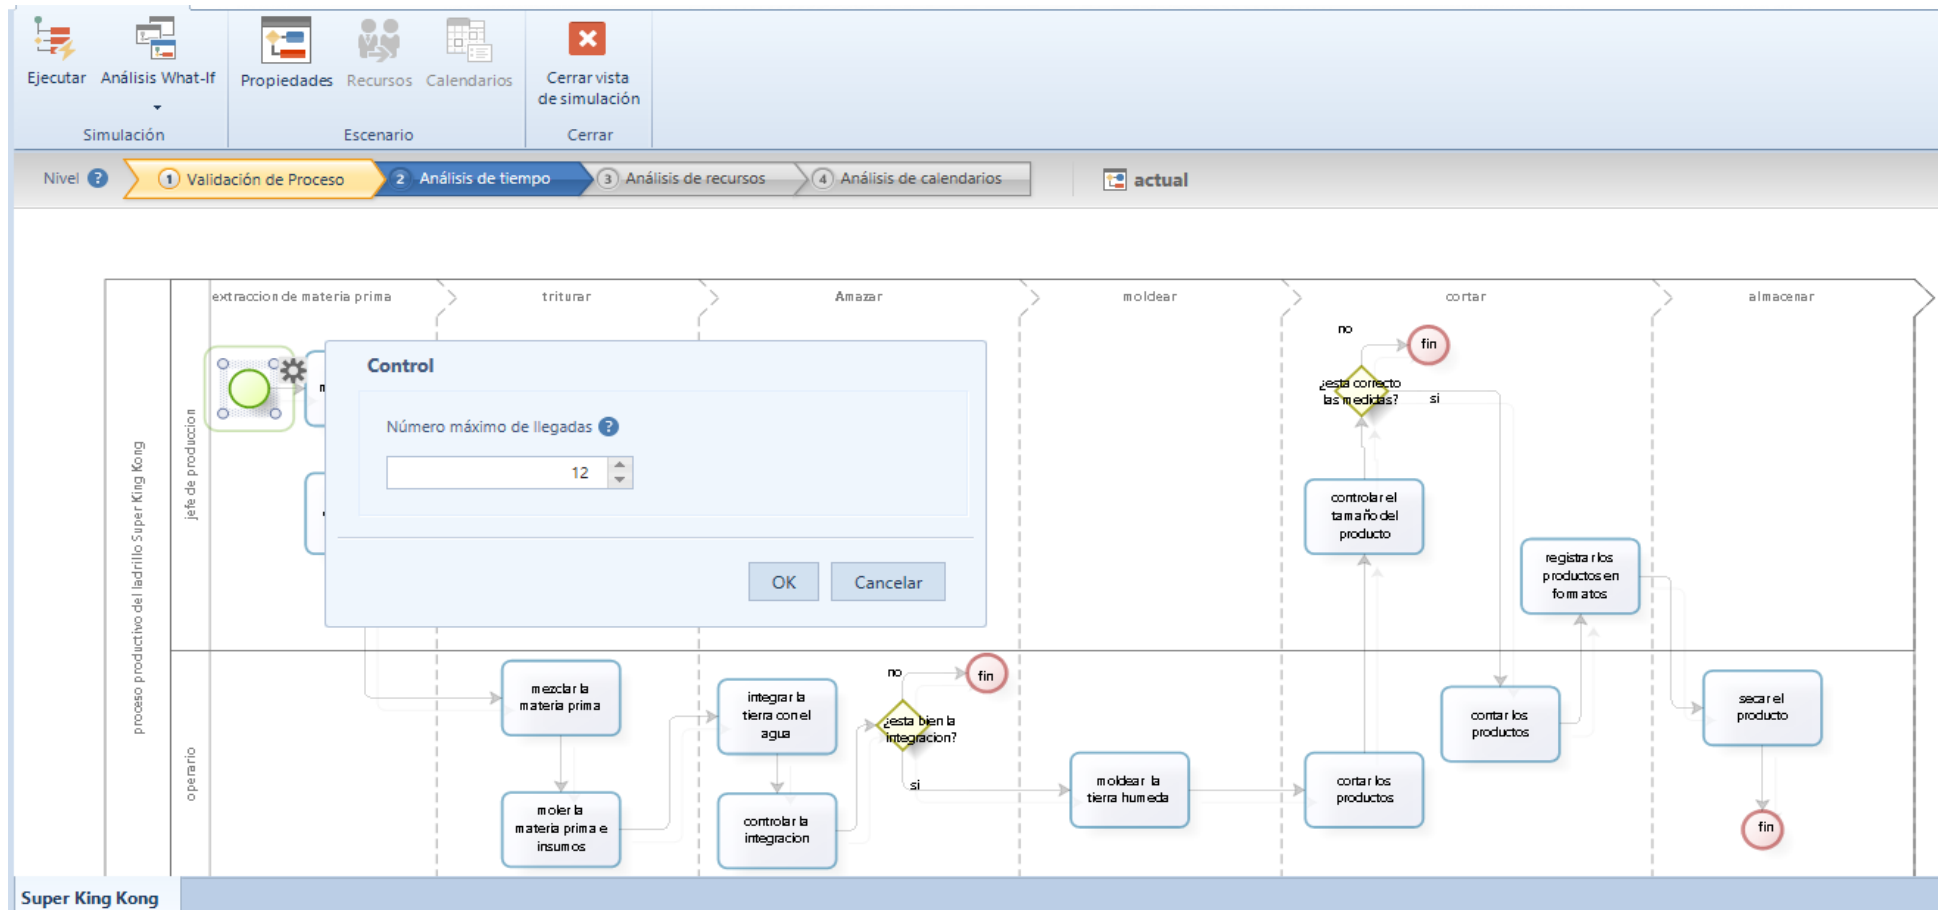 Ejecutar
Análisis What-If
Propiedades
Recursos
Calendarios
Cerrar vista
de simulación
Simulación
Escenario
Cerrar
Nivel ?
1 Validación de Proceso
2 Análisis de tiempo
3 Análisis de recursos
4 Análisis de calendarios
actual
proceso productivo del ladrillo Super King Kong
jefe de produccion
operario
extraccion de materia prima
triturar
Amazar
moldear
cortar
almacenar
Control
Número máximo de llegadas ?
12
OK
Cancelar
no
fin
¿esta correcto
las medidas?
si
controlar el
tamaño del
producto
registrar los
productos en
formatos
mezclar la
materia prima
moler la
materia prima e
insumos
integrar la
tierra con el
agua
controlar la
integracion
no
fin
¿esta bien la
integracion?
si
moldear la
tierra humeda
cortar los
productos
contar los
productos
secar el
producto
fin
Super King Kong